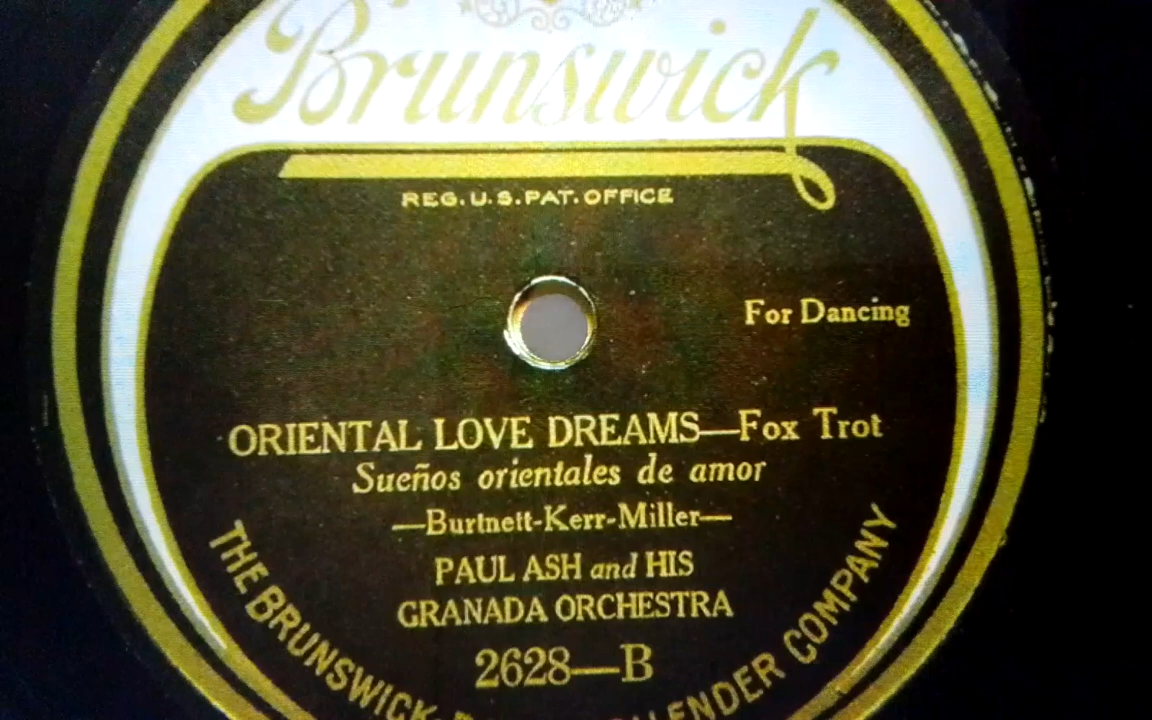 Brunswick
REG. U.S. PAT. OFFICE
For Dancing
ORIENTAL LOVE DREAMS—Fox Trot
Sueños orientales de amor
—Burtnett-Kerr-Miller—
PAUL ASH and HIS
GRANADA ORCHESTRA
2628—B
THE BRUNSWICK- COMPANY